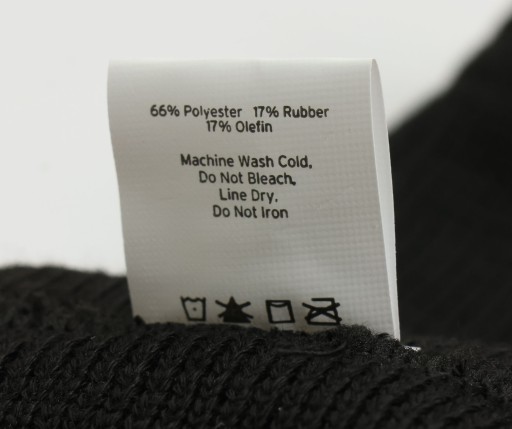 66% Polyester 17% Rubber
17% Olefin
Machine Wash Cold.
Do Not Bleach.
Line Dry.
Do Not Iron